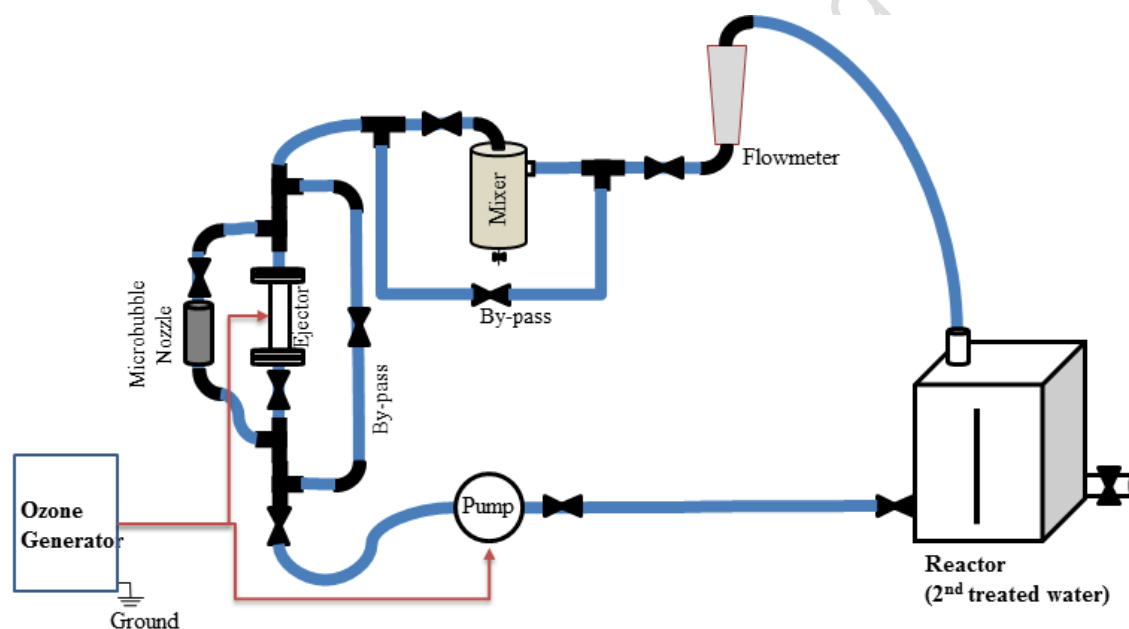 Flowmeter
Mixer
By-pass
Microbubble
Nozzle
Ejector
By-pass
Ozone
Generator
Ground
Pump
Reactor
(2nd treated water)